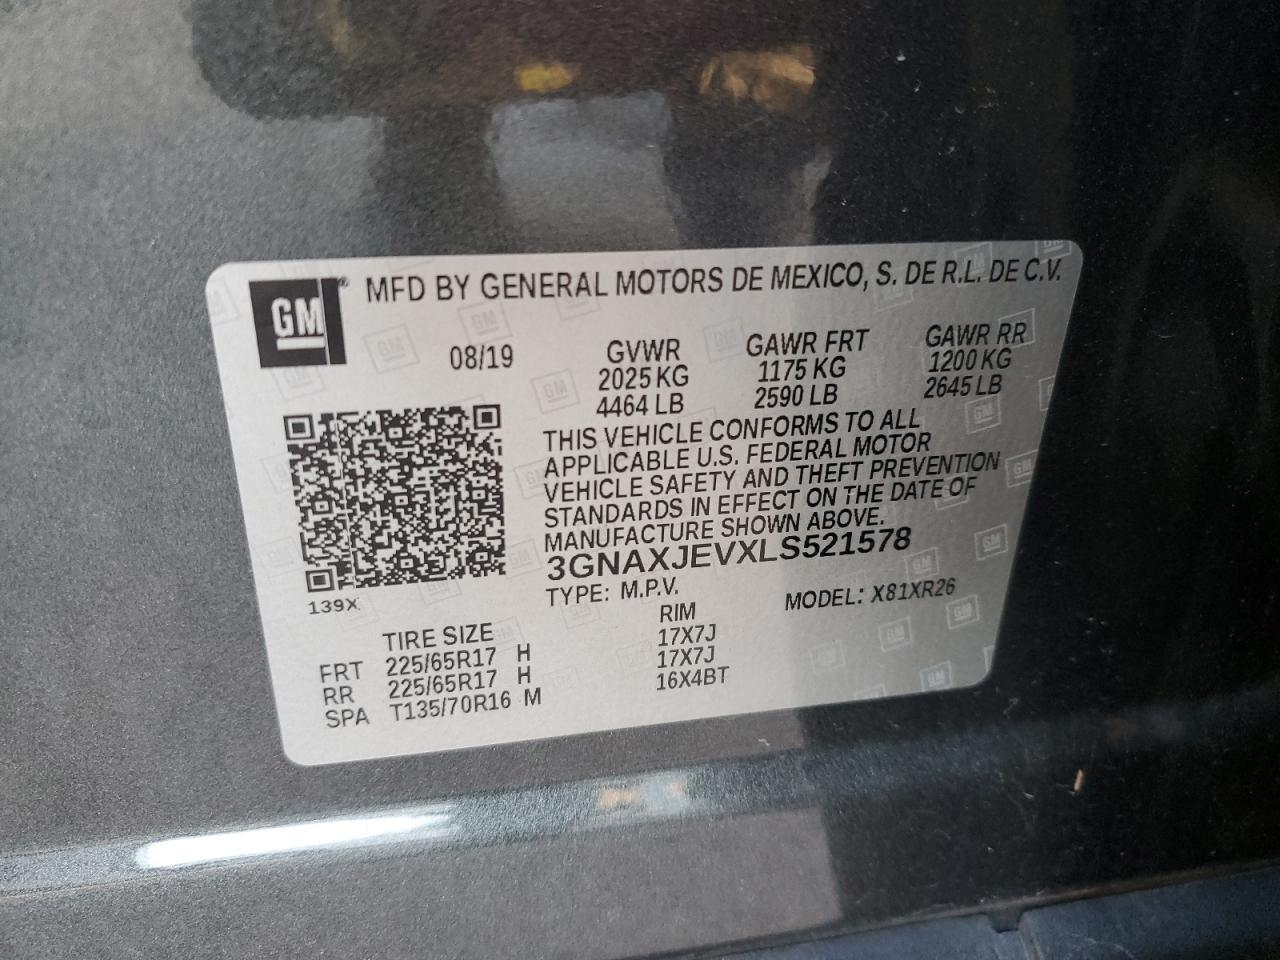 GM® MFD BY GENERAL MOTORS DE MEXICO, S. DE R.L. DE C.V.
08/19
GVWR GAWR FRT GAWR RR
2025 KG 1175 KG 1200 KG
4464 LB 2590 LB 2645 LB
THIS VEHICLE CONFORMS TO ALL
APPLICABLE U.S. FEDERAL MOTOR
VEHICLE SAFETY AND THEFT PREVENTION
STANDARDS IN EFFECT ON THE DATE OF
MANUFACTURE SHOWN ABOVE.
3GNAXJEVXLS521578
TYPE: M.P.V. MODEL: X81XR26
139X
TIRE SIZE RIM
FRT 225/65R17 H 17X7J
RR 225/65R17 H 17X7J
SPA T135/70R16 M 16X4BT